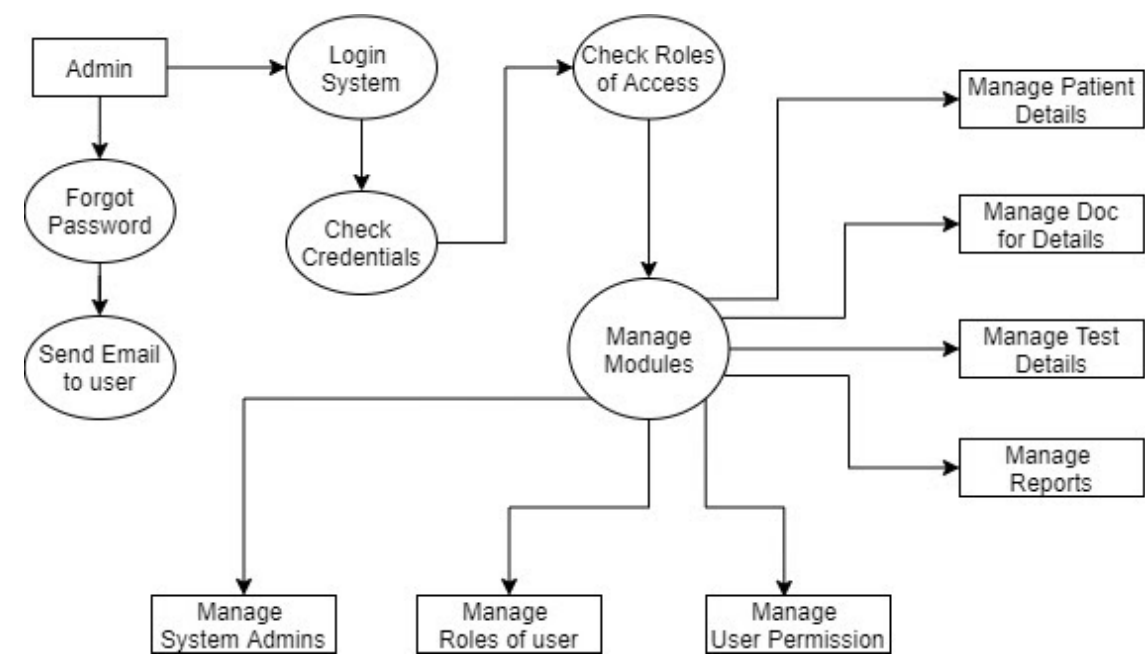 Admin
Login
System
Check Roles
of Access
Manage Patient
Details
Forgot
Password
Check
Credentials
Manage Doc
for Details
Send Email
to user
Manage
Modules
Manage Test
Details
Manage
Reports
Manage
System Admins
Manage
Roles of user
Manage
User Permission